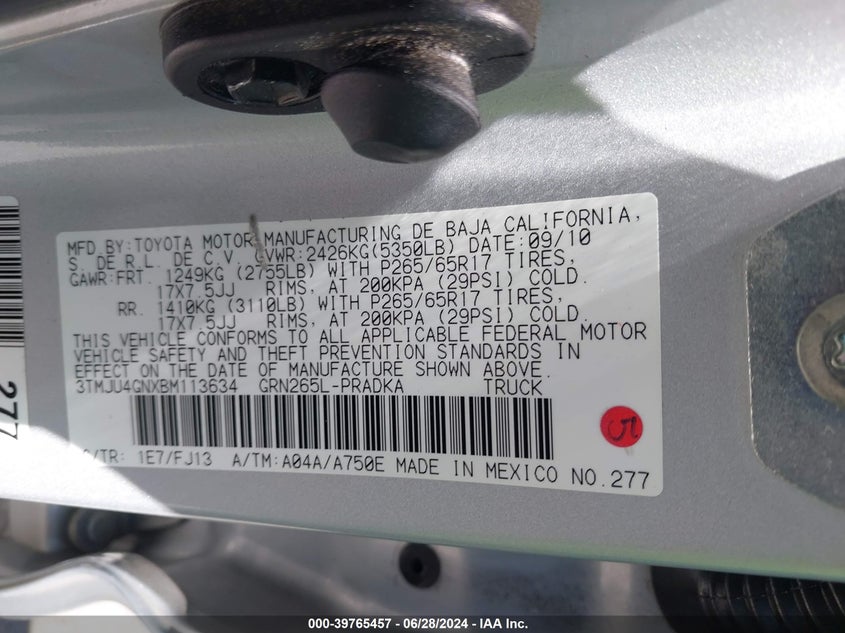 MFD BY:TOYOTA MOTOR MANUFACTURING DE BAJA CALIFORNIA,
S. DE R.L. DE C.V. GVWR:2426KG(5350LB) DATE:09/10
GAWR:FRT. 1249KG (2755LB) WITH P265/65R17 TIRES,
17X7.5JJ RIMS, AT 200KPA (29PSI) COLD.
RR. 1410KG (3110LB) WITH P265/65R17 TIRES,
17X7.5JJ RIMS, AT 200KPA (29PSI) COLD.
THIS VEHICLE CONFORMS TO ALL APPLICABLE FEDERAL MOTOR
VEHICLE SAFETY AND THEFT PREVENTION STANDARDS IN
EFFECT ON THE DATE OF MANUFACTURE SHOWN ABOVE.
3TMJU4GNXBM113634 GRN265L-PRADKA TRUCK
C/TR: 1E7/FJ13 A/TM:A04A/A750E MADE IN MEXICO NO.277
277
000-39765457 - 06/28/2024 - IAA Inc.